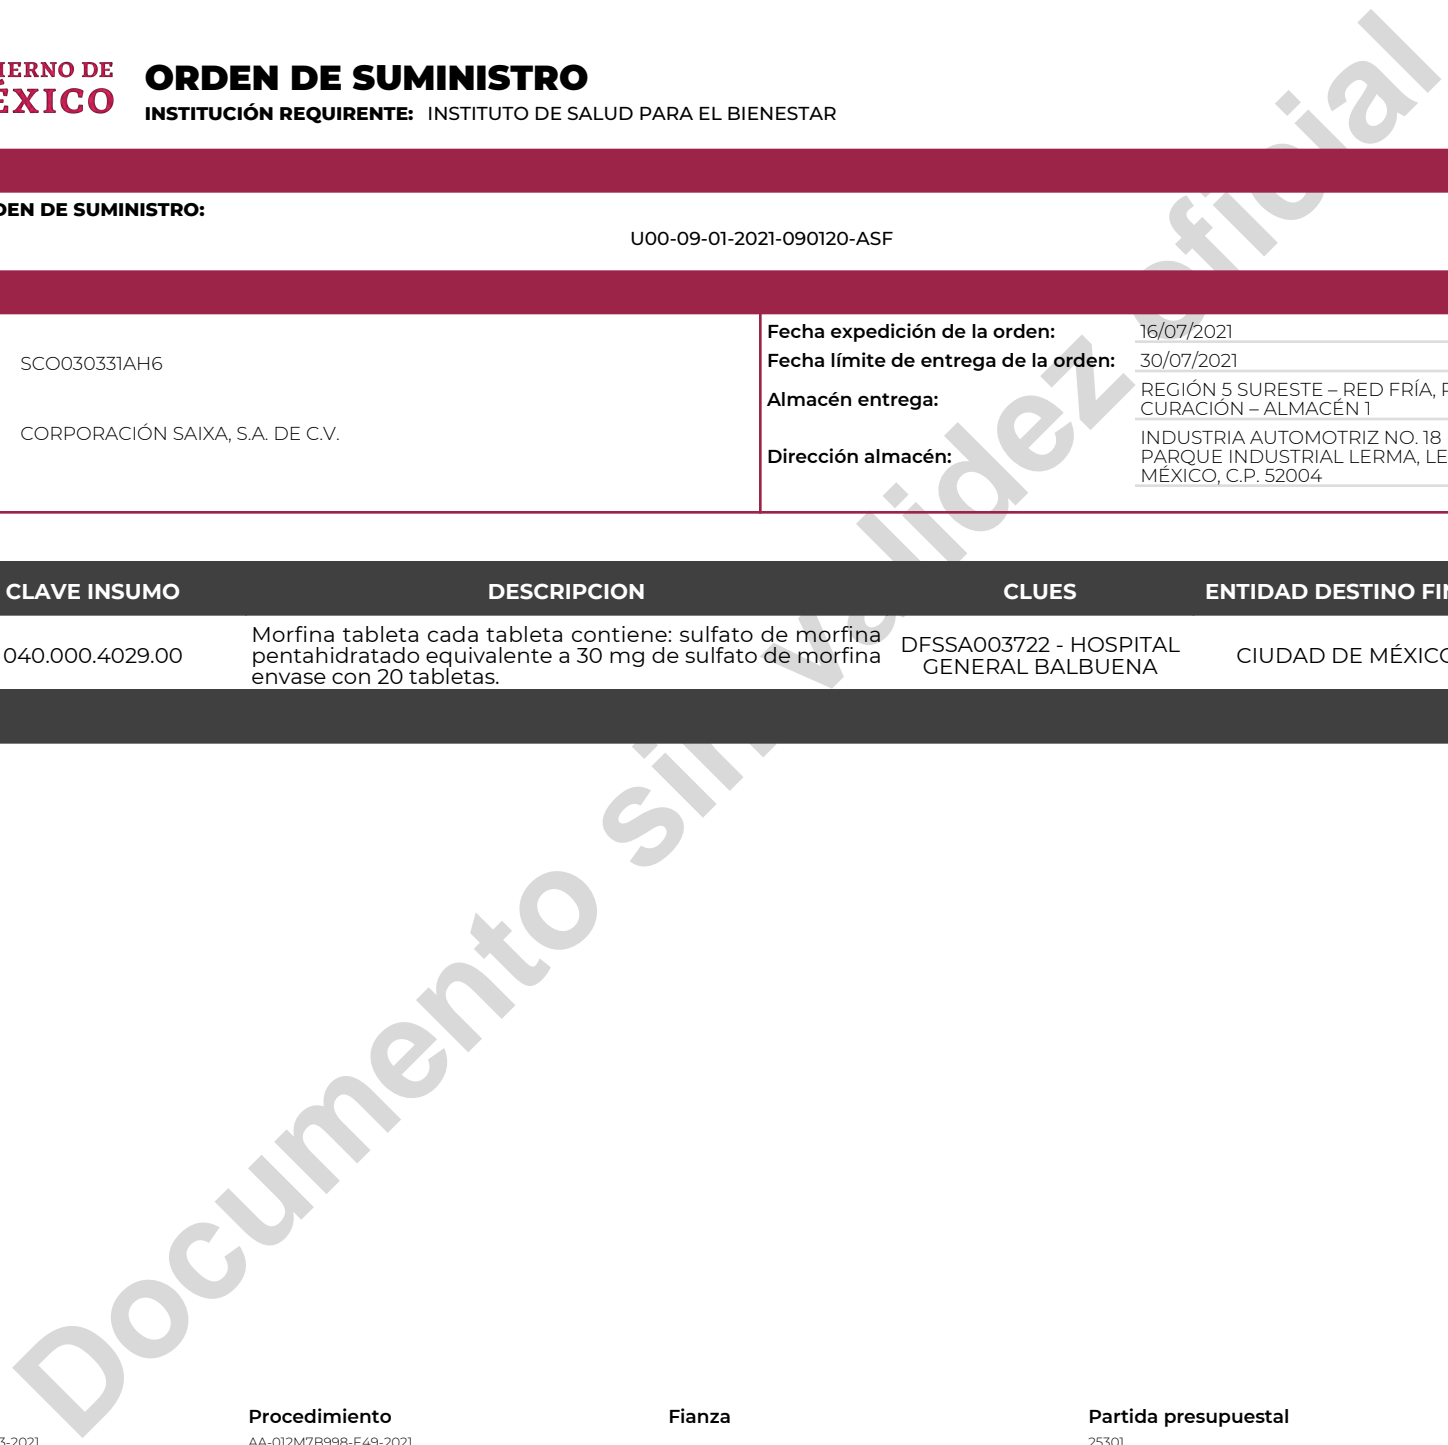 IERNO DE
ÉXICO
ORDEN DE SUMINISTRO
INSTITUCIÓN REQUIRENTE: INSTITUTO DE SALUD PARA EL BIENESTAR
DEN DE SUMINISTRO:
U00-09-01-2021-090120-ASF
SCO030331AH6
CORPORACIÓN SAIXA, S.A. DE C.V.
Fecha expedición de la orden: 16/07/2021
Fecha límite de entrega de la orden: 30/07/2021
Almacén entrega: REGIÓN 5 SURESTE – RED FRÍA,
CURACIÓN – ALMACÉN 1
Dirección almacén: INDUSTRIA AUTOMOTRIZ NO. 18
PARQUE INDUSTRIAL LERMA, LE
MÉXICO, C.P. 52004
CLAVE INSUMO DESCRIPCION CLUES ENTIDAD DESTINO FIN
040.000.4029.00
Morfina tableta cada tableta contiene: sulfato de morfina
pentahidratado equivalente a 30 mg de sulfato de morfina
envase con 20 tabletas.
DFSSA003722 - HOSPITAL
GENERAL BALBUENA
CIUDAD DE MÉXICO
Documento sin validez oficial
Procedimiento Fianza Partida presupuestal
3-2021 AA-012M7B998-E49-2021 25301